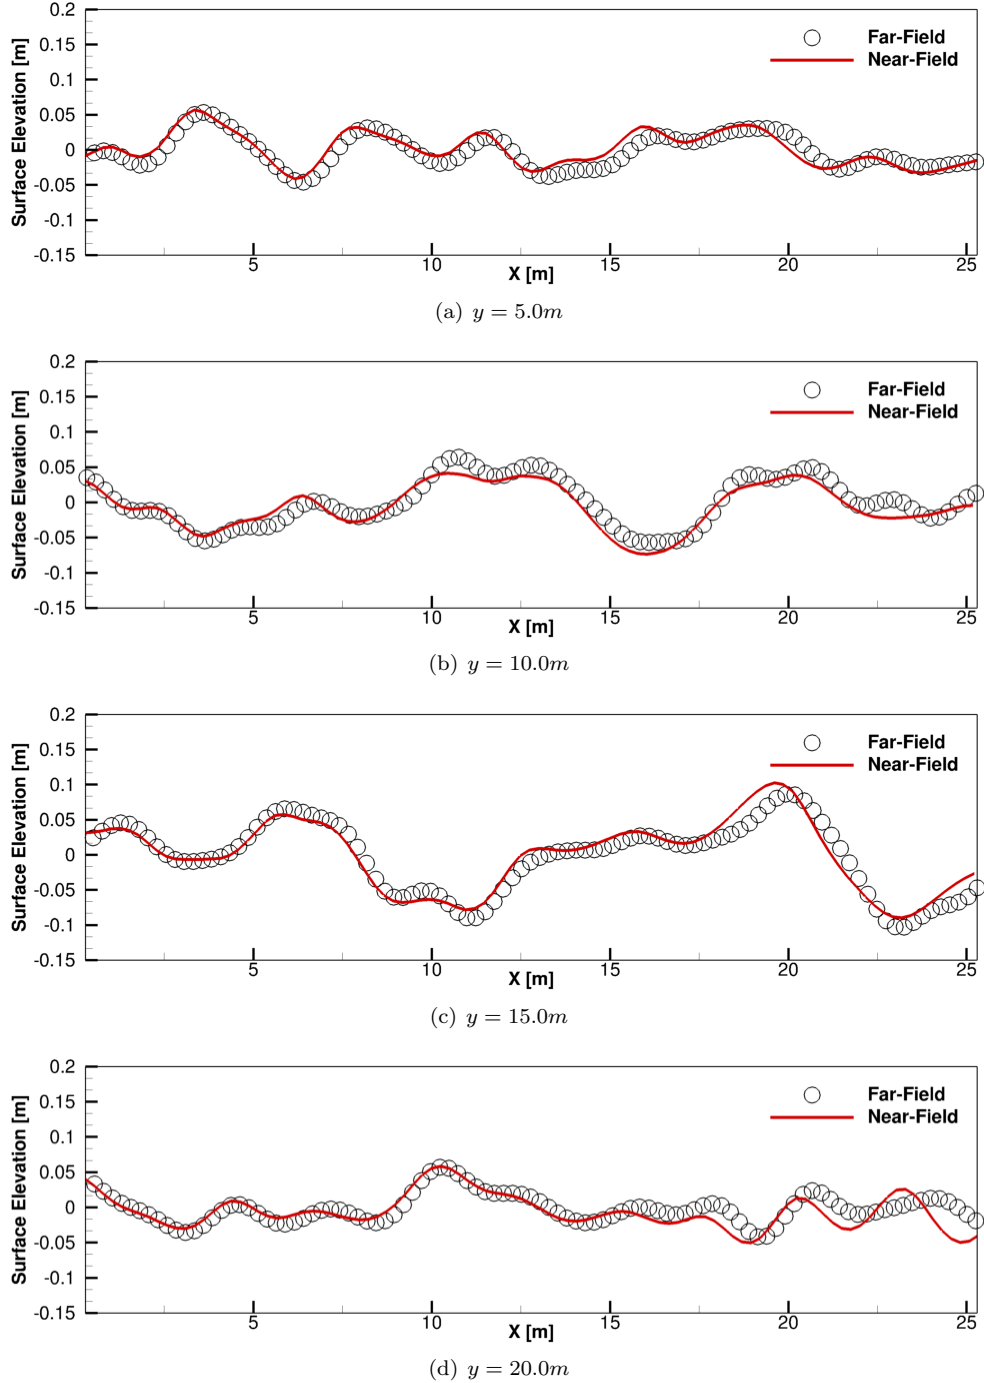 0.2
0.15
0.1
0.05
0
-0.05
-0.1
-0.15
Surface Elevation [m]
Far-Field
Near-Field
5 10 15 20 25
X [m]
(a) y = 5.0m
0.2
0.15
0.1
0.05
0
-0.05
-0.1
-0.15
Surface Elevation [m]
Far-Field
Near-Field
5 10 15 20 25
X [m]
(b) y = 10.0m
0.2
0.15
0.1
0.05
0
-0.05
-0.1
-0.15
Surface Elevation [m]
Far-Field
Near-Field
5 10 15 20 25
X [m]
(c) y = 15.0m
0.2
0.15
0.1
0.05
0
-0.05
-0.1
-0.15
Surface Elevation [m]
Far-Field
Near-Field
5 10 15 20 25
X [m]
(d) y = 20.0m